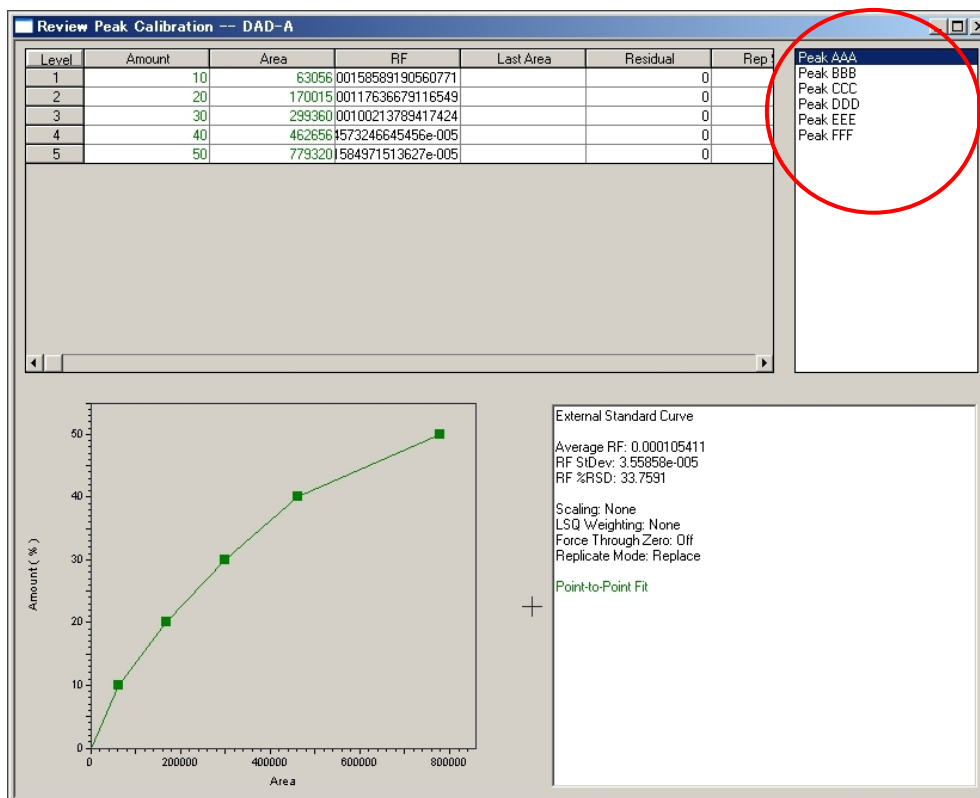 Review Peak Calibration -- DAD-A
Level Amount Area RF Last Area Residual Rep
1 10 63056 00158589190560771 0
2 20 170015 00117636679116549 0
3 30 299360 00100213789417424 0
4 40 462656 4573246645456e-005 0
5 50 779320 1584971513627e-005 0
Peak AAA
Peak BBB
Peak CCC
Peak DDD
Peak EEE
Peak FFF
Amount ( % )
50
40
30
20
10
0
0 200000 400000 600000 800000
Area
External Standard Curve
Average RF: 0.000105411
RF StDev: 3.55858e-005
RF %RSD: 33.7591
Scaling: None
LSQ Weighting: None
Force Through Zero: Off
Replicate Mode: Replace
Point-to-Point Fit